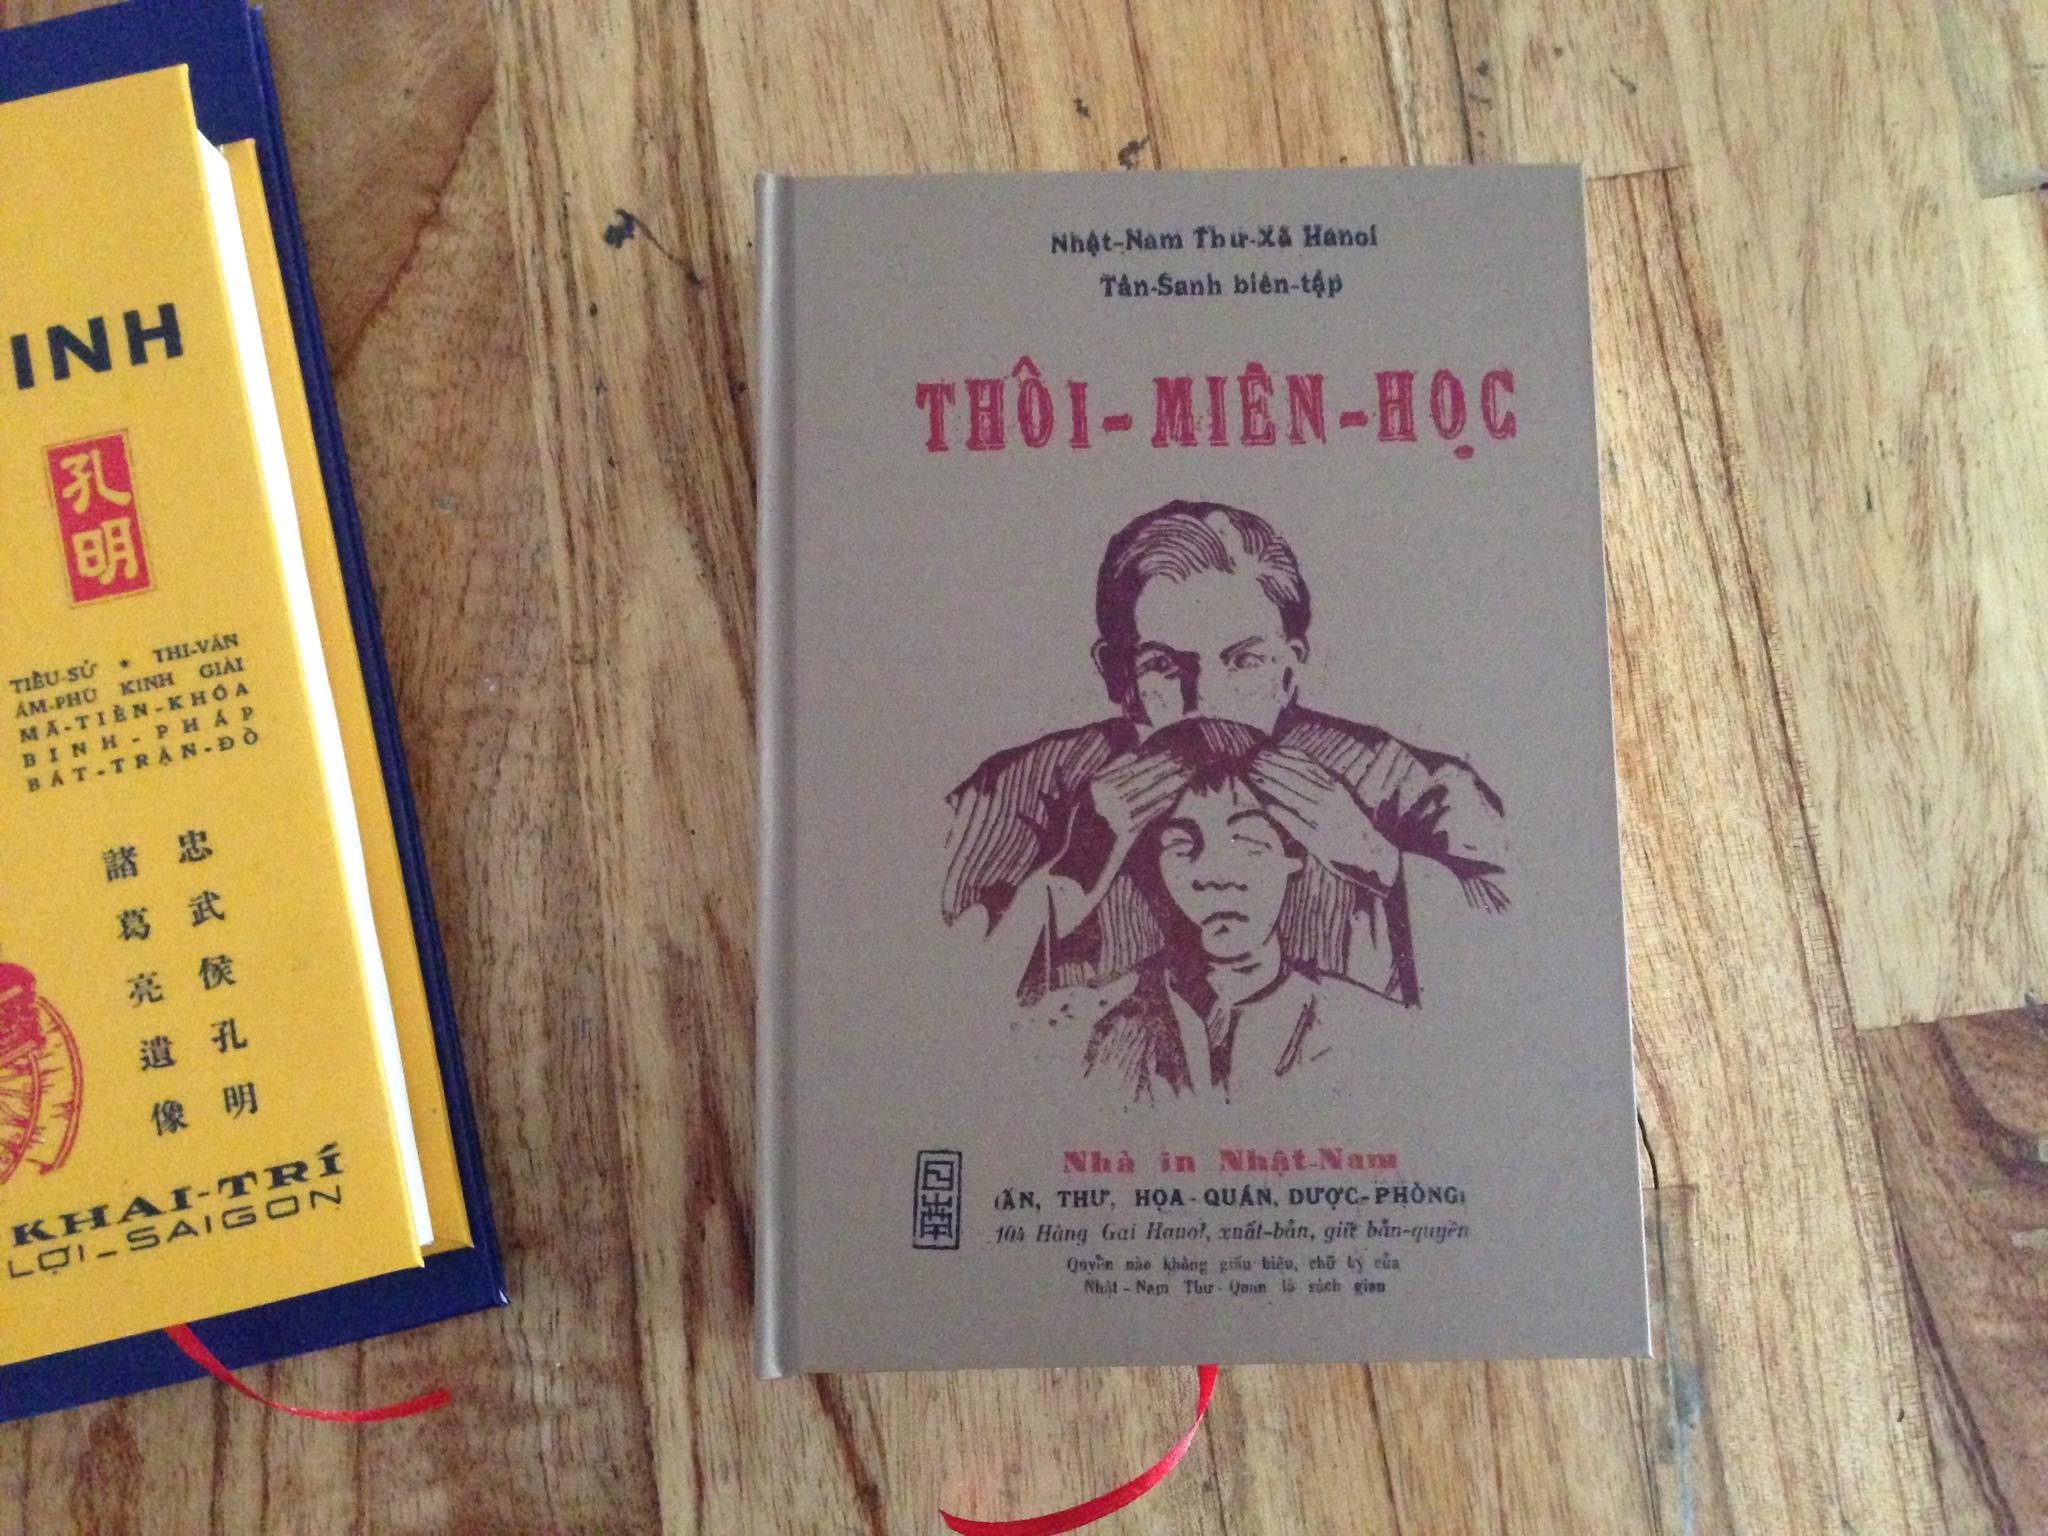 INH
孔
明
TIỂU-SỬ * THI-VĂN
ÂM-PHÙ KINH GIẢI
MÃ-TIỀN-KHÓA
BINH-PHÁP
BÁT-TRẬN-ĐỒ
忠武侯孔明
諸葛亮遺像
KHAI-TRÍ
LỢI-SAIGON
Nhật-Nam Thư-Xã Hanoi
Tân-Sanh biên-tập
THÔI-MIÊN-HỌC
Nhà in Nhật-Nam
(ẤN, THƯ, HỌA-QUÁN, DƯỢC-PHÒNG)
104 Hàng Gai Hanoi, xuất-bản, giữ bản-quyền
Quyển nào không giấu hiệu, chữ ký của
Nhật-Nam Thư-Quán là sách gian